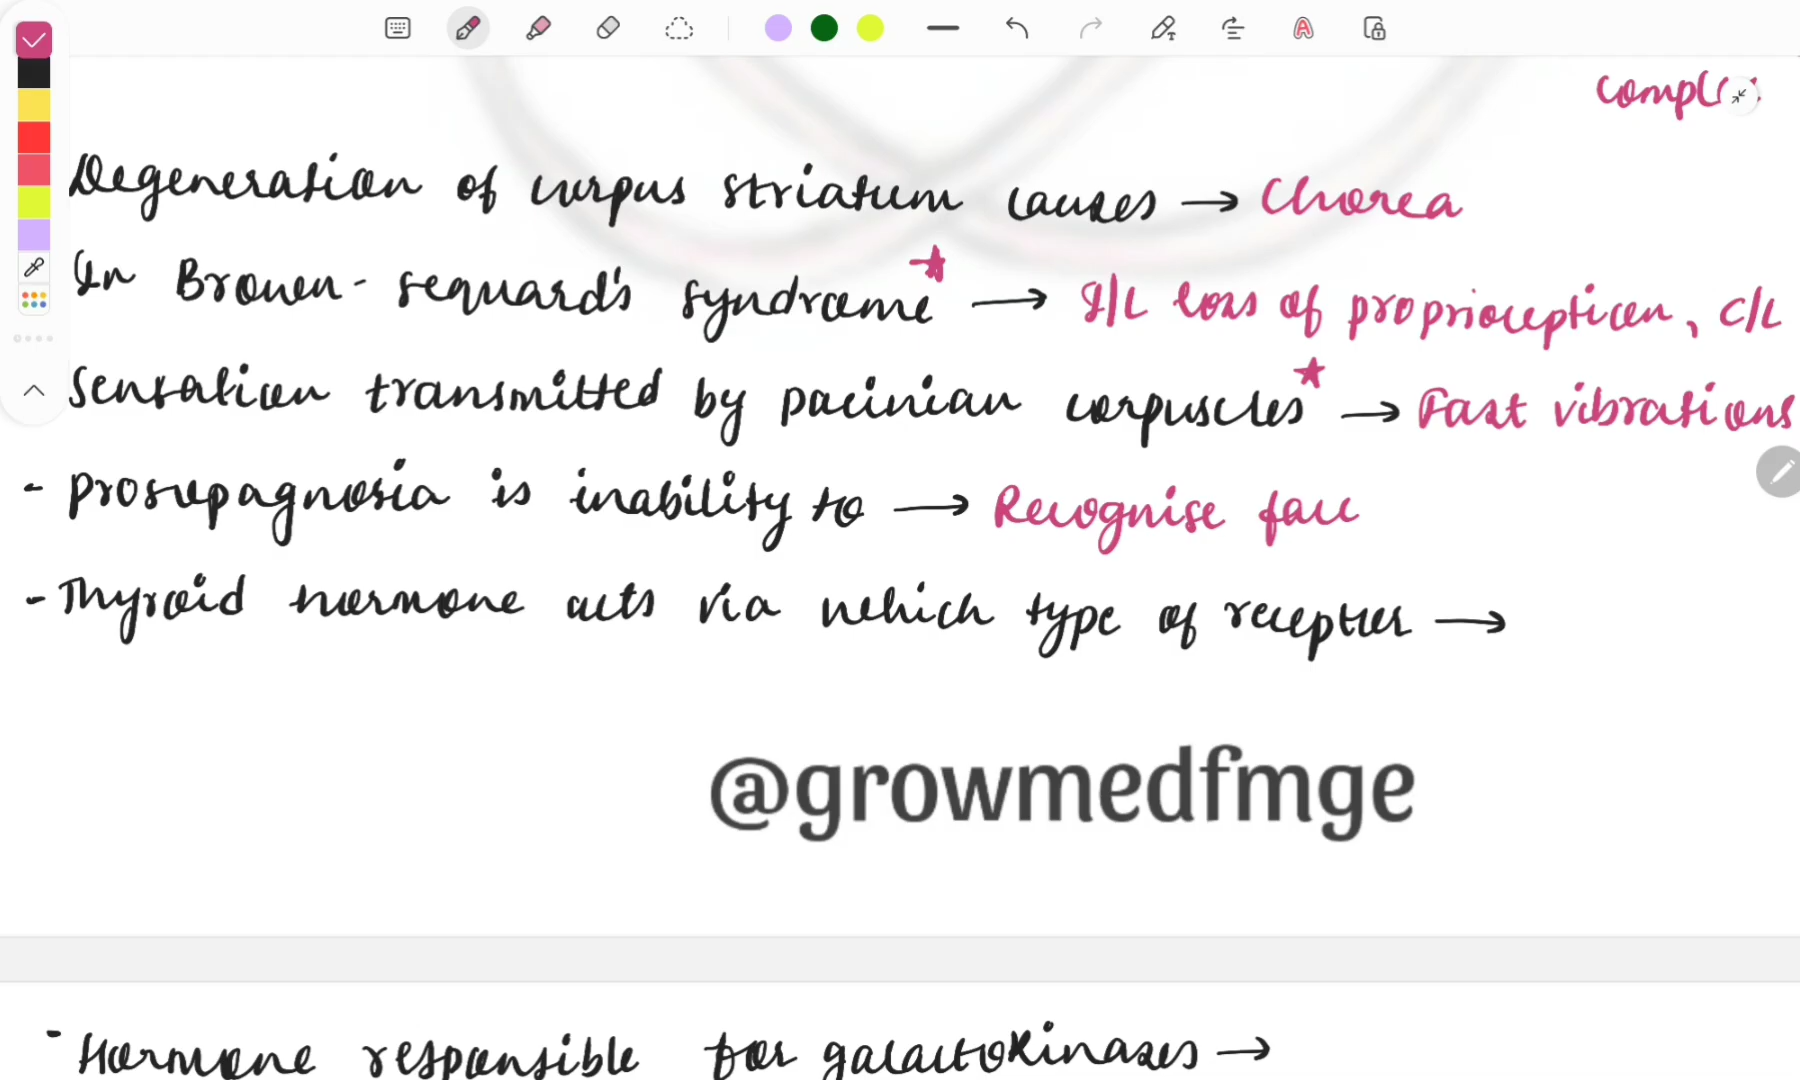 Degeneration of corpus striatum causes → Chorea
In Brown-sequard's syndrome → I/L loss of proprioception, C/L
Sensation transmitted by pacinian corpuscles → Fast vibrations
- Prosopagnosia is inability to → Recognise face
- Thyroid hormone acts via which type of receptor →
@growmedfmge
- Hormone responsible for galactokinases →